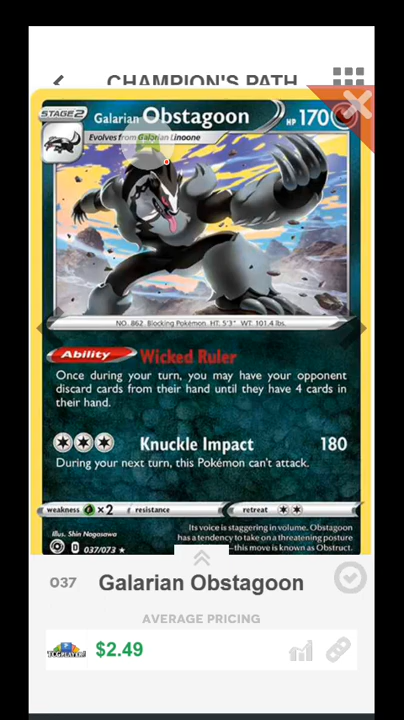 CHAMPION'S PATH
STAGE 2 Galarian Obstagoon HP 170
Evolves from Galarian Linoone
NO. 862 Blocking Pokémon HT: 5'3" WT: 101.4 lbs.
Ability Wicked Ruler
Once during your turn, you may have your opponent
discard cards from their hand until they have 4 cards in
their hand.
Knuckle Impact 180
During your next turn, this Pokémon can't attack.
weakness ×2 resistance retreat
Illus. Shin Nagasawa
Its voice is staggering in volume. Obstagoon
has a tendency to take on a threatening posture
—this move is known as Obstruct.
D 037/073 ★
037 Galarian Obstagoon
AVERAGE PRICING
TCGPLAYER $2.49